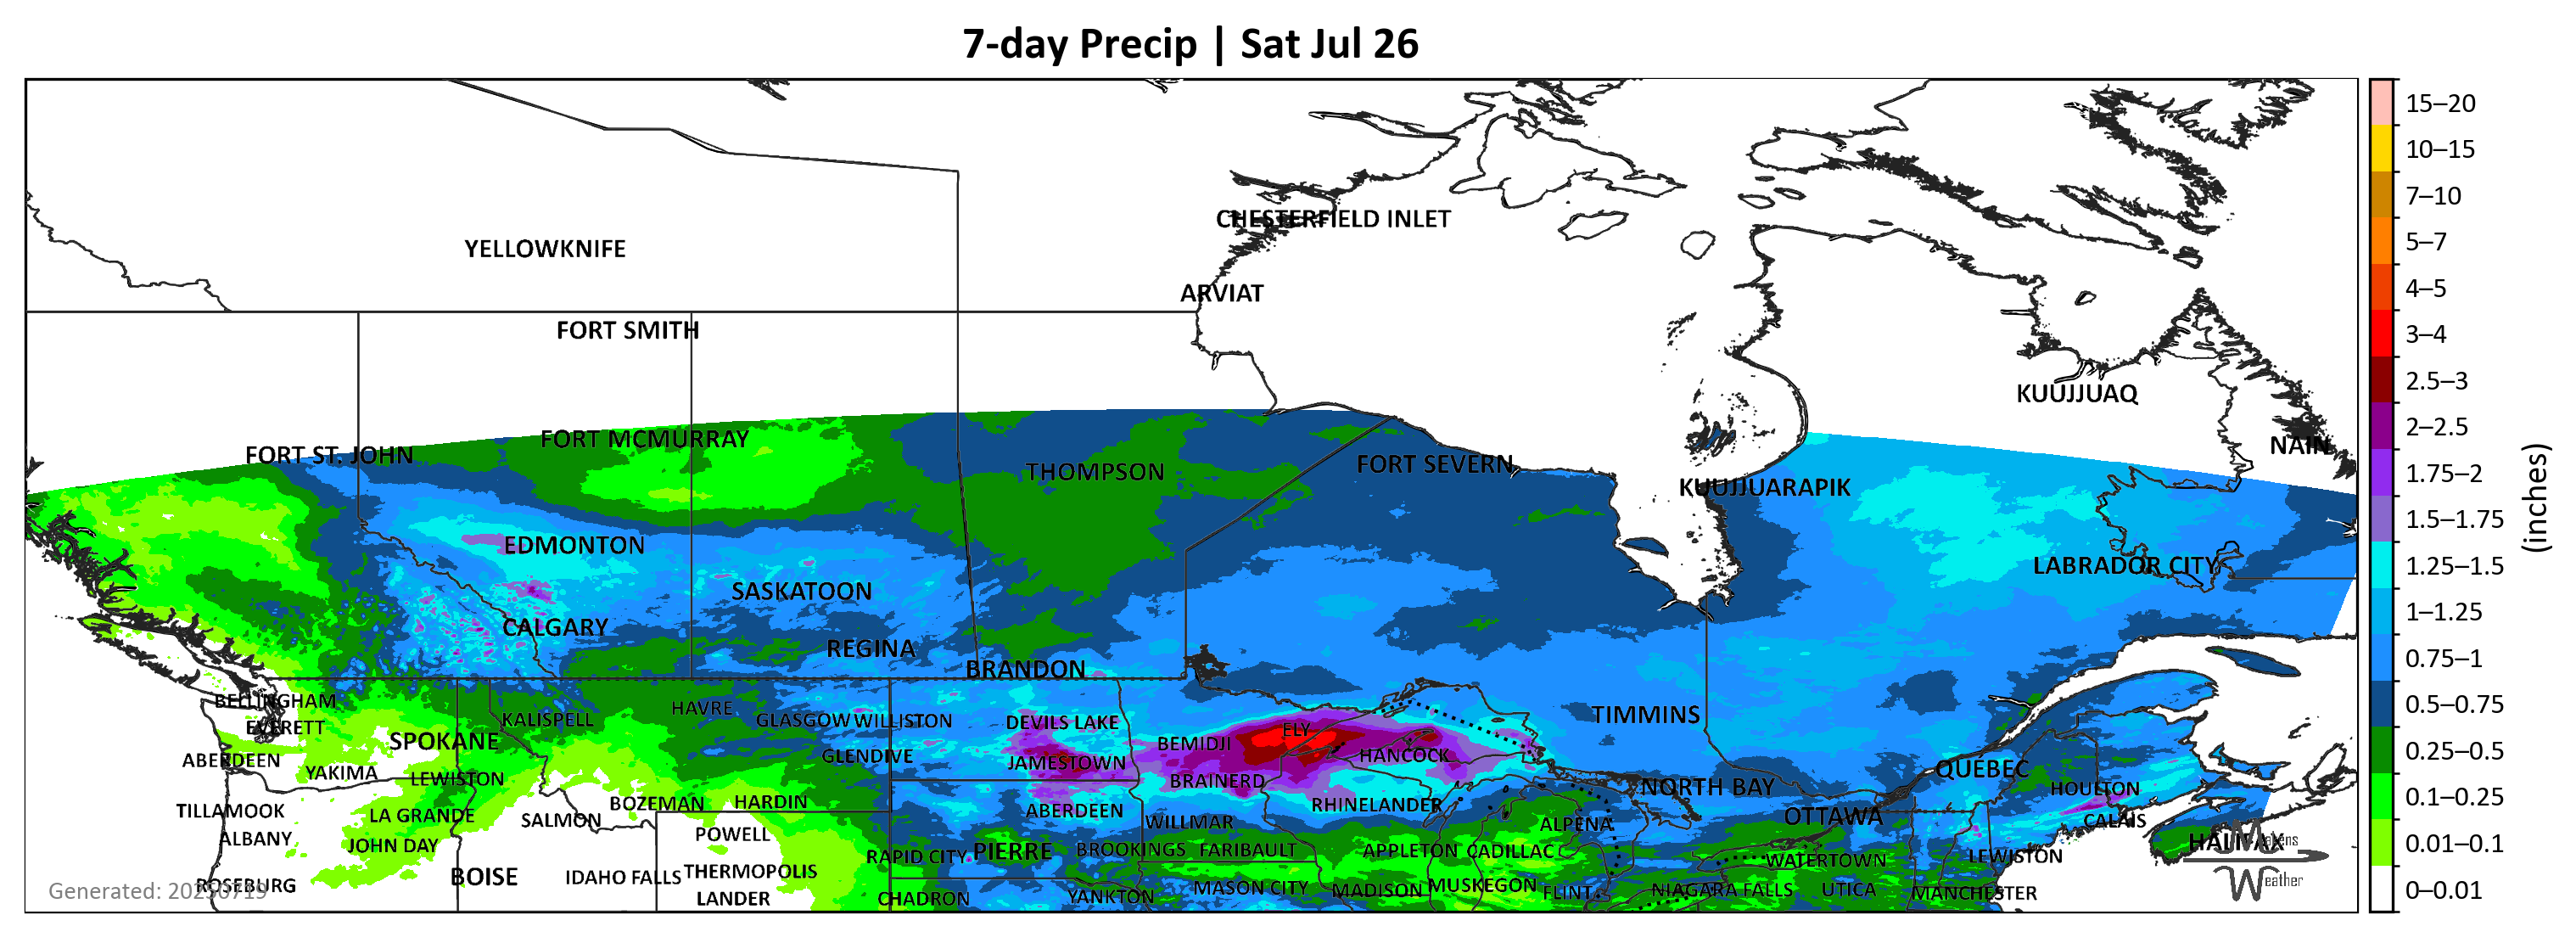 7-day Precip | Sat Jul 26
YELLOWKNIFE
CHESTERFIELD INLET
ARVIAT
FORT SMITH
KUUJJUAQ
NAIN
FORT ST. JOHN
FORT MCMURRAY
THOMPSON
FORT SEVERN
KUUJJUARAPIK
EDMONTON
SASKATOON
LABRADOR CITY
CALGARY
REGINA
BRANDON
BELLINGHAM
EVERETT
KALISPELL
HAVRE
GLASGOW WILLISTON
DEVILS LAKE
ELY
TIMMINS
SPOKANE
ABERDEEN
YAKIMA
LEWISTON
GLENDIVE
JAMESTOWN
BEMIDJI
HANCOCK
BRAINERD
NORTH BAY
QUEBEC
HOULTON
TILLAMOOK
LA GRANDE
SALMON
BOZEMAN
HARDIN
ABERDEEN
WILLMAR
RHINELANDER
ALPENA
OTTAWA
CALAIS
ALBANY
JOHN DAY
POWELL
RAPID CITY
PIERRE
BROOKINGS
FARIBAULT
APPLETON
CADILLAC
WATERTOWN
LEWISTON
HALIFAX
ROSEBURG
BOISE
IDAHO FALLS
THERMOPOLIS
LANDER
CHADRON
YANKTON
MASON CITY
MADISON
MUSKEGON
FLINT
NIAGARA FALLS
UTICA
MANCHESTER
Generated: 20250719
Weather
15–20
10–15
7–10
5–7
4–5
3–4
2.5–3
2–2.5
1.75–2
1.5–1.75
1.25–1.5
1–1.25
0.75–1
0.5–0.75
0.25–0.5
0.1–0.25
0.01–0.1
0–0.01
(inches)